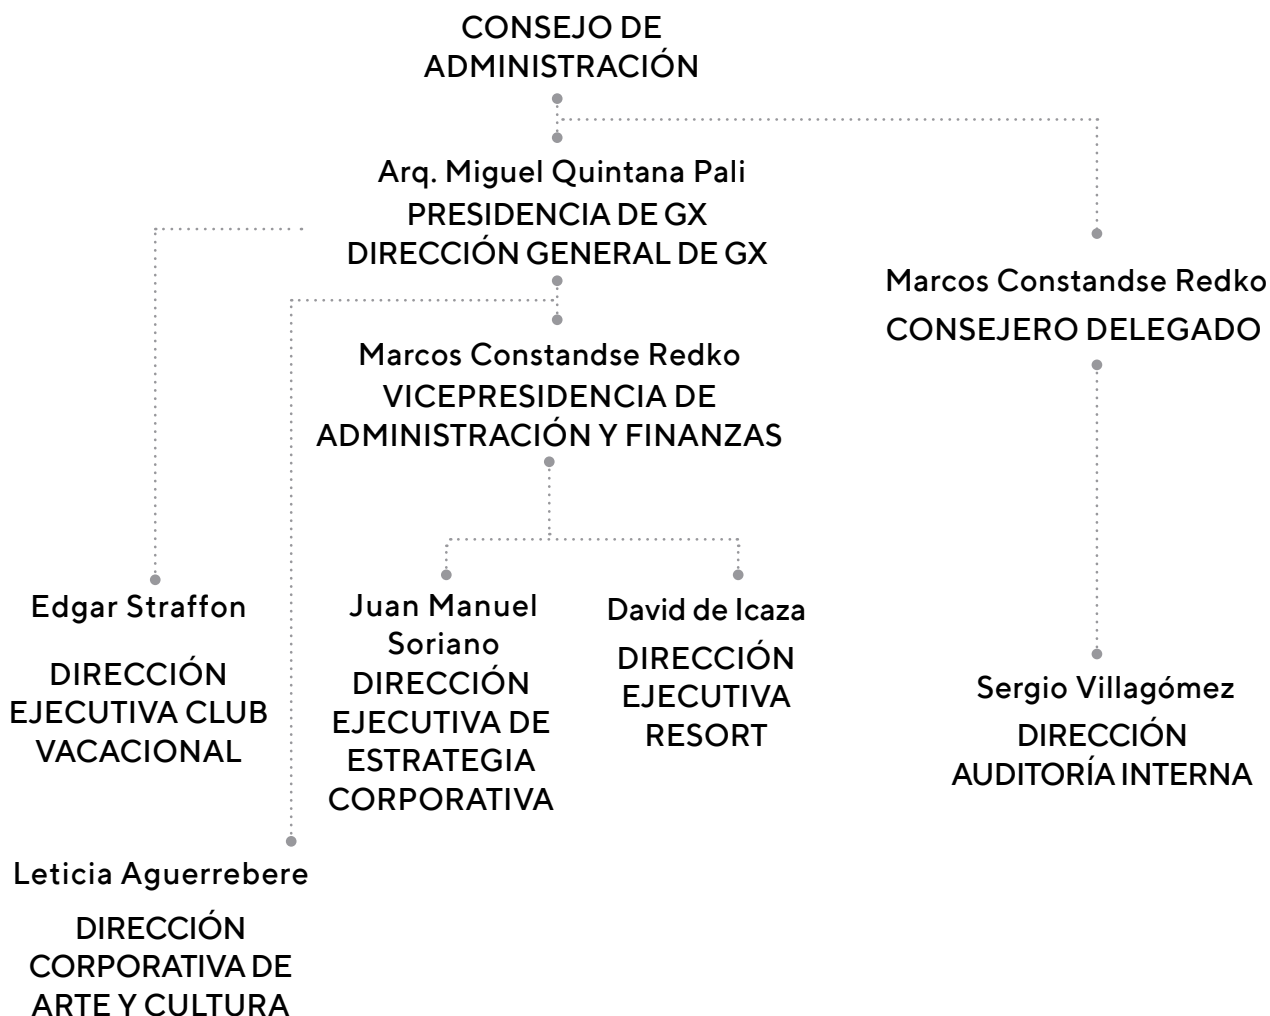 CONSEJO DE
ADMINISTRACIÓN
Arq. Miguel Quintana Pali
PRESIDENCIA DE GX
DIRECCIÓN GENERAL DE GX
Marcos Constandse Redko
CONSEJERO DELEGADO
Marcos Constandse Redko
VICEPRESIDENCIA DE
ADMINISTRACIÓN Y FINANZAS
Edgar Straffon
DIRECCIÓN
EJECUTIVA CLUB
VACACIONAL
Juan Manuel
Soriano
DIRECCIÓN
EJECUTIVA DE
ESTRATEGIA
CORPORATIVA
David de Icaza
DIRECCIÓN
EJECUTIVA
RESORT
Sergio Villagómez
DIRECCIÓN
AUDITORÍA INTERNA
Leticia Aguerrebere
DIRECCIÓN
CORPORATIVA DE
ARTE Y CULTURA